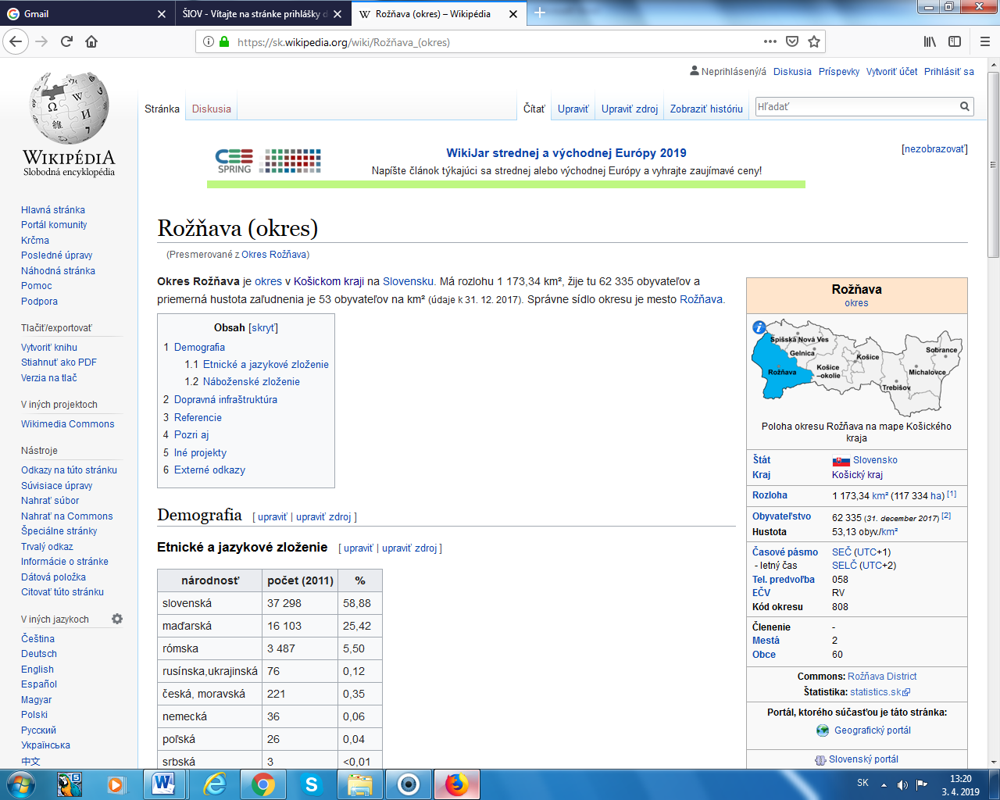 Gmail
ŠIOV - Vítajte na stránke prihlášky d
Rožňava (okres) – Wikipédia
https://sk.wikipedia.org/wiki/Rožňava_(okres)
Neprihlásený/á Diskusia Príspevky Vytvoriť účet Prihlásiť sa
Stránka Diskusia Čítať Upraviť Upraviť zdroj Zobraziť históriu Hľadať
WIKIPÉDIA
Slobodná encyklopédia
CEE SPRING
WikiJar strednej a východnej Európy 2019
[nezobrazovať]
Napíšte článok týkajúci sa strednej alebo východnej Európy a vyhrajte zaujímavé ceny!
Hlavná stránka
Portál komunity
Krčma
Posledné úpravy
Náhodná stránka
Pomoc
Podpora
Tlačiť/exportovať
Vytvoriť knihu
Stiahnuť ako PDF
Verzia na tlač
V iných projektoch
Wikimedia Commons
Nástroje
Odkazy na túto stránku
Súvisiace úpravy
Nahrať súbor
Nahrať na Commons
Špeciálne stránky
Trvalý odkaz
Informácie o stránke
Dátová položka
Citovať túto stránku
V iných jazykoch
Čeština
Deutsch
English
Español
Magyar
Polski
Русский
Українська
中文
Rožňava (okres)
(Presmerované z Okres Rožňava)
Okres Rožňava je okres v Košickom kraji na Slovensku. Má rozlohu 1 173,34 km², žije tu 62 335 obyvateľov a
priemerná hustota zaľudnenia je 53 obyvateľov na km² (údaje k 31. 12. 2017). Správne sídlo okresu je mesto Rožňava.
Obsah [skryť]
1 Demografia
1.1 Etnické a jazykové zloženie
1.2 Náboženské zloženie
2 Dopravná infraštruktúra
3 Referencie
4 Pozri aj
5 Iné projekty
6 Externé odkazy
Demografia [ upraviť | upraviť zdroj ]
Etnické a jazykové zloženie [ upraviť | upraviť zdroj ]
národnosť počet (2011) %
slovenská 37 298 58,88
maďarská 16 103 25,42
rómska 3 487 5,50
rusínska,ukrajinská 76 0,12
česká, moravská 221 0,35
nemecká 36 0,06
poľská 26 0,04
srbská 3 <0,01
Rožňava
okres
Spišská Nová Ves
Gelnica
Košice
Sobrance
Rožňava
Košice
–okolie
Michalovce
Trebišov
Poloha okresu Rožňava na mape Košického
kraja
Štát Slovensko
Kraj Košický kraj
Rozloha 1 173,34 km² (117 334 ha) [1]
Obyvateľstvo 62 335 (31. december 2017) [2]
Hustota 53,13 obyv./km²
Časové pásmo SEČ (UTC+1)
- letný čas SELČ (UTC+2)
Tel. predvoľba 058
EČV RV
Kód okresu 808
Členenie -
Mestá 2
Obce 60
Commons: Rožňava District
Štatistika: statistics.sk
Portál, ktorého súčasťou je táto stránka:
Geografický portál
Slovenský portál
SK
13:20
3. 4. 2019